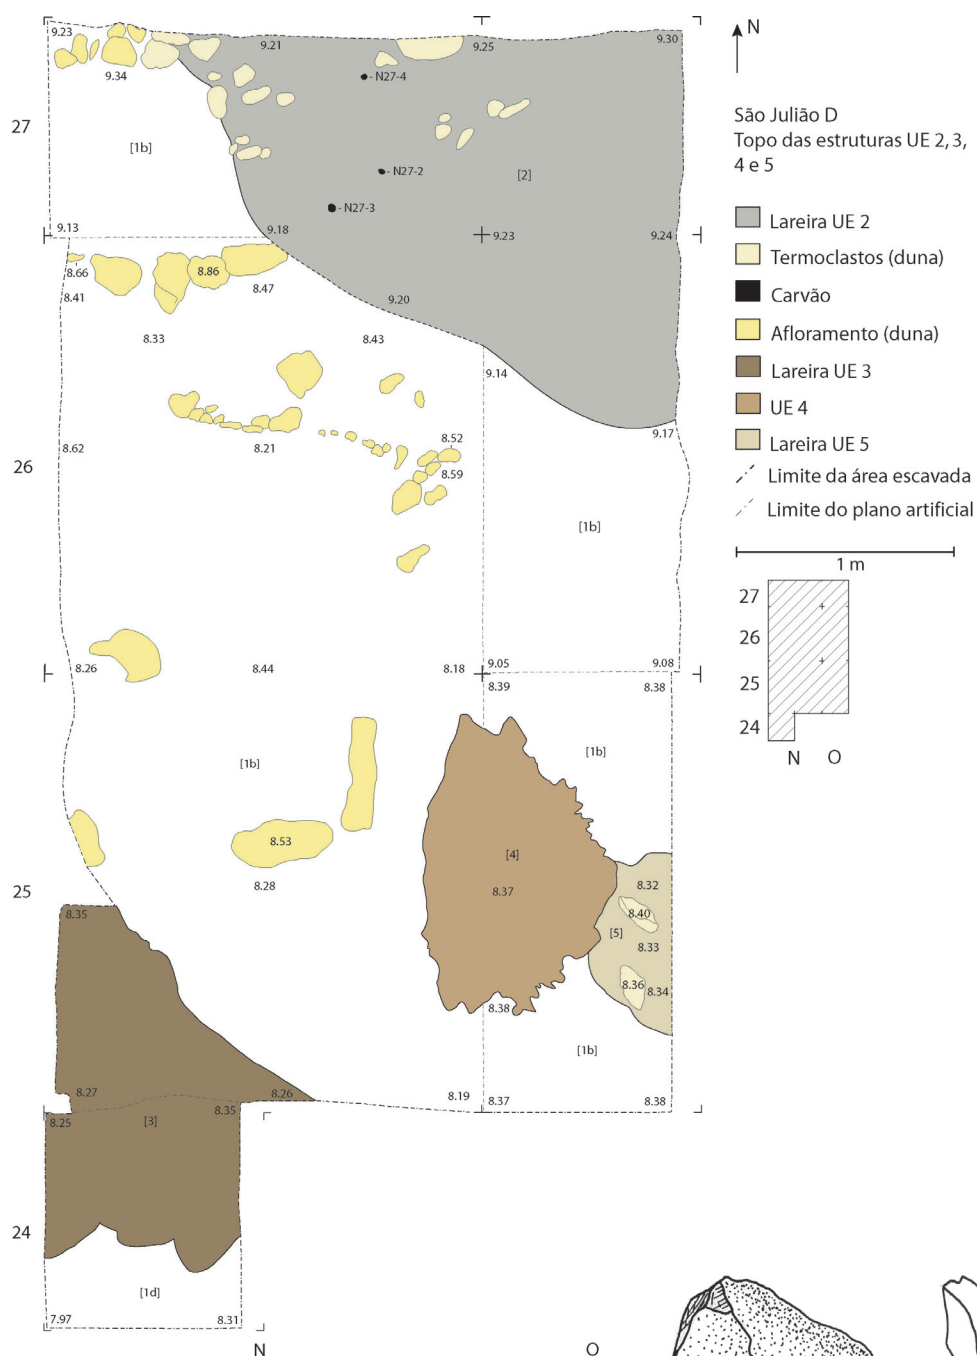 9.23
9.21
9.25
9.30
9.34
- N27-4
27
[1b]
- N27-2
[2]
- N27-3
9.13
9.18
9.23
9.24
8.66
8.86
8.41
8.47
9.20
8.33
8.43
9.14
9.17
8.62
8.21
8.52
8.59
26
[1b]
8.26
8.44
8.18
9.05
9.08
8.39
8.38
[1b]
[1b]
8.53
[4]
8.37
8.28
8.32
8.40
[5]
8.33
8.36
8.34
25
8.35
8.38
[1b]
8.27
8.26
8.19
8.37
8.38
8.25
[3]
8.35
24
[1d]
7.97
8.31
N
O
N
São Julião D
Topo das estruturas UE 2, 3,
4 e 5
Lareira UE 2
Termoclastos (duna)
Carvão
Afloramento (duna)
Lareira UE 3
UE 4
Lareira UE 5
Limite da área escavada
Limite do plano artificial
1 m
27
26
25
24
N
O